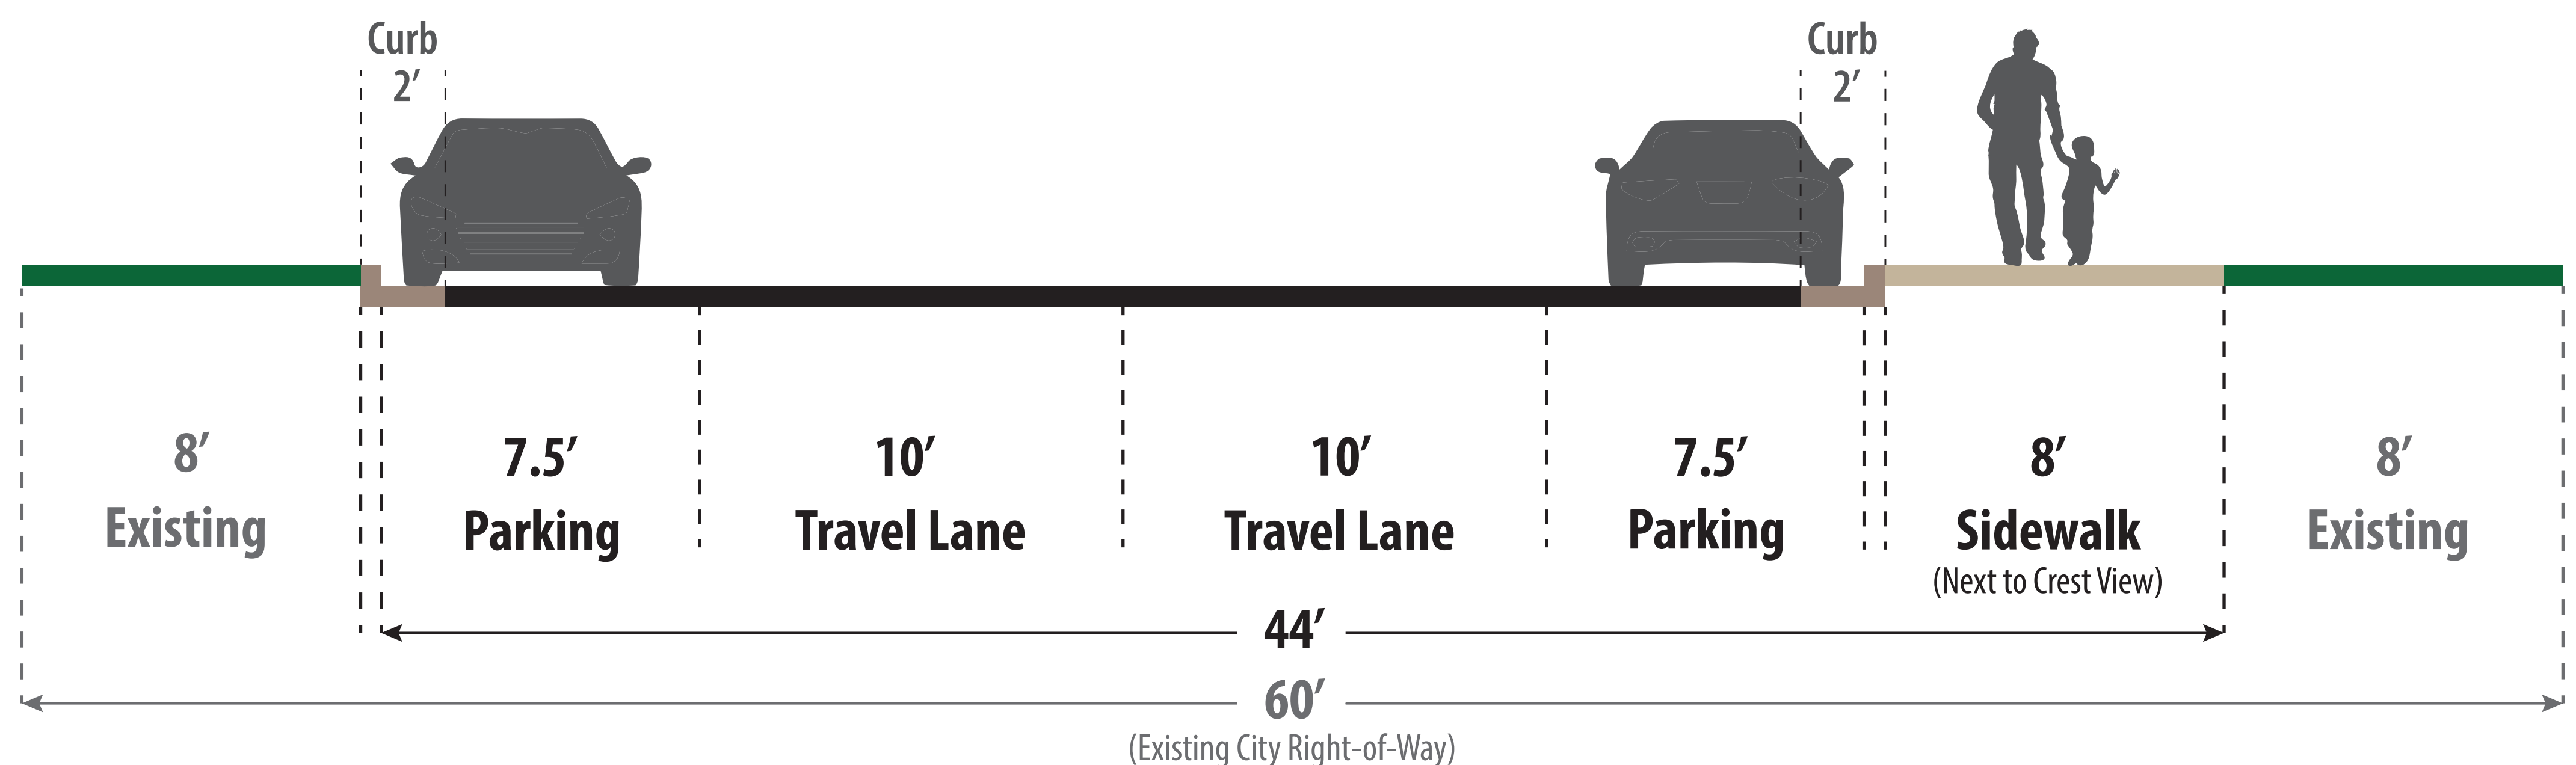 Curb
2’
Curb
2’
8’
Existing
7.5’
Parking
10’
Travel Lane
10’
Travel Lane
7.5’
Parking
8’
Sidewalk
(Next to Crest View)
8’
Existing
44’
60’
(Existing City Right-of-Way)